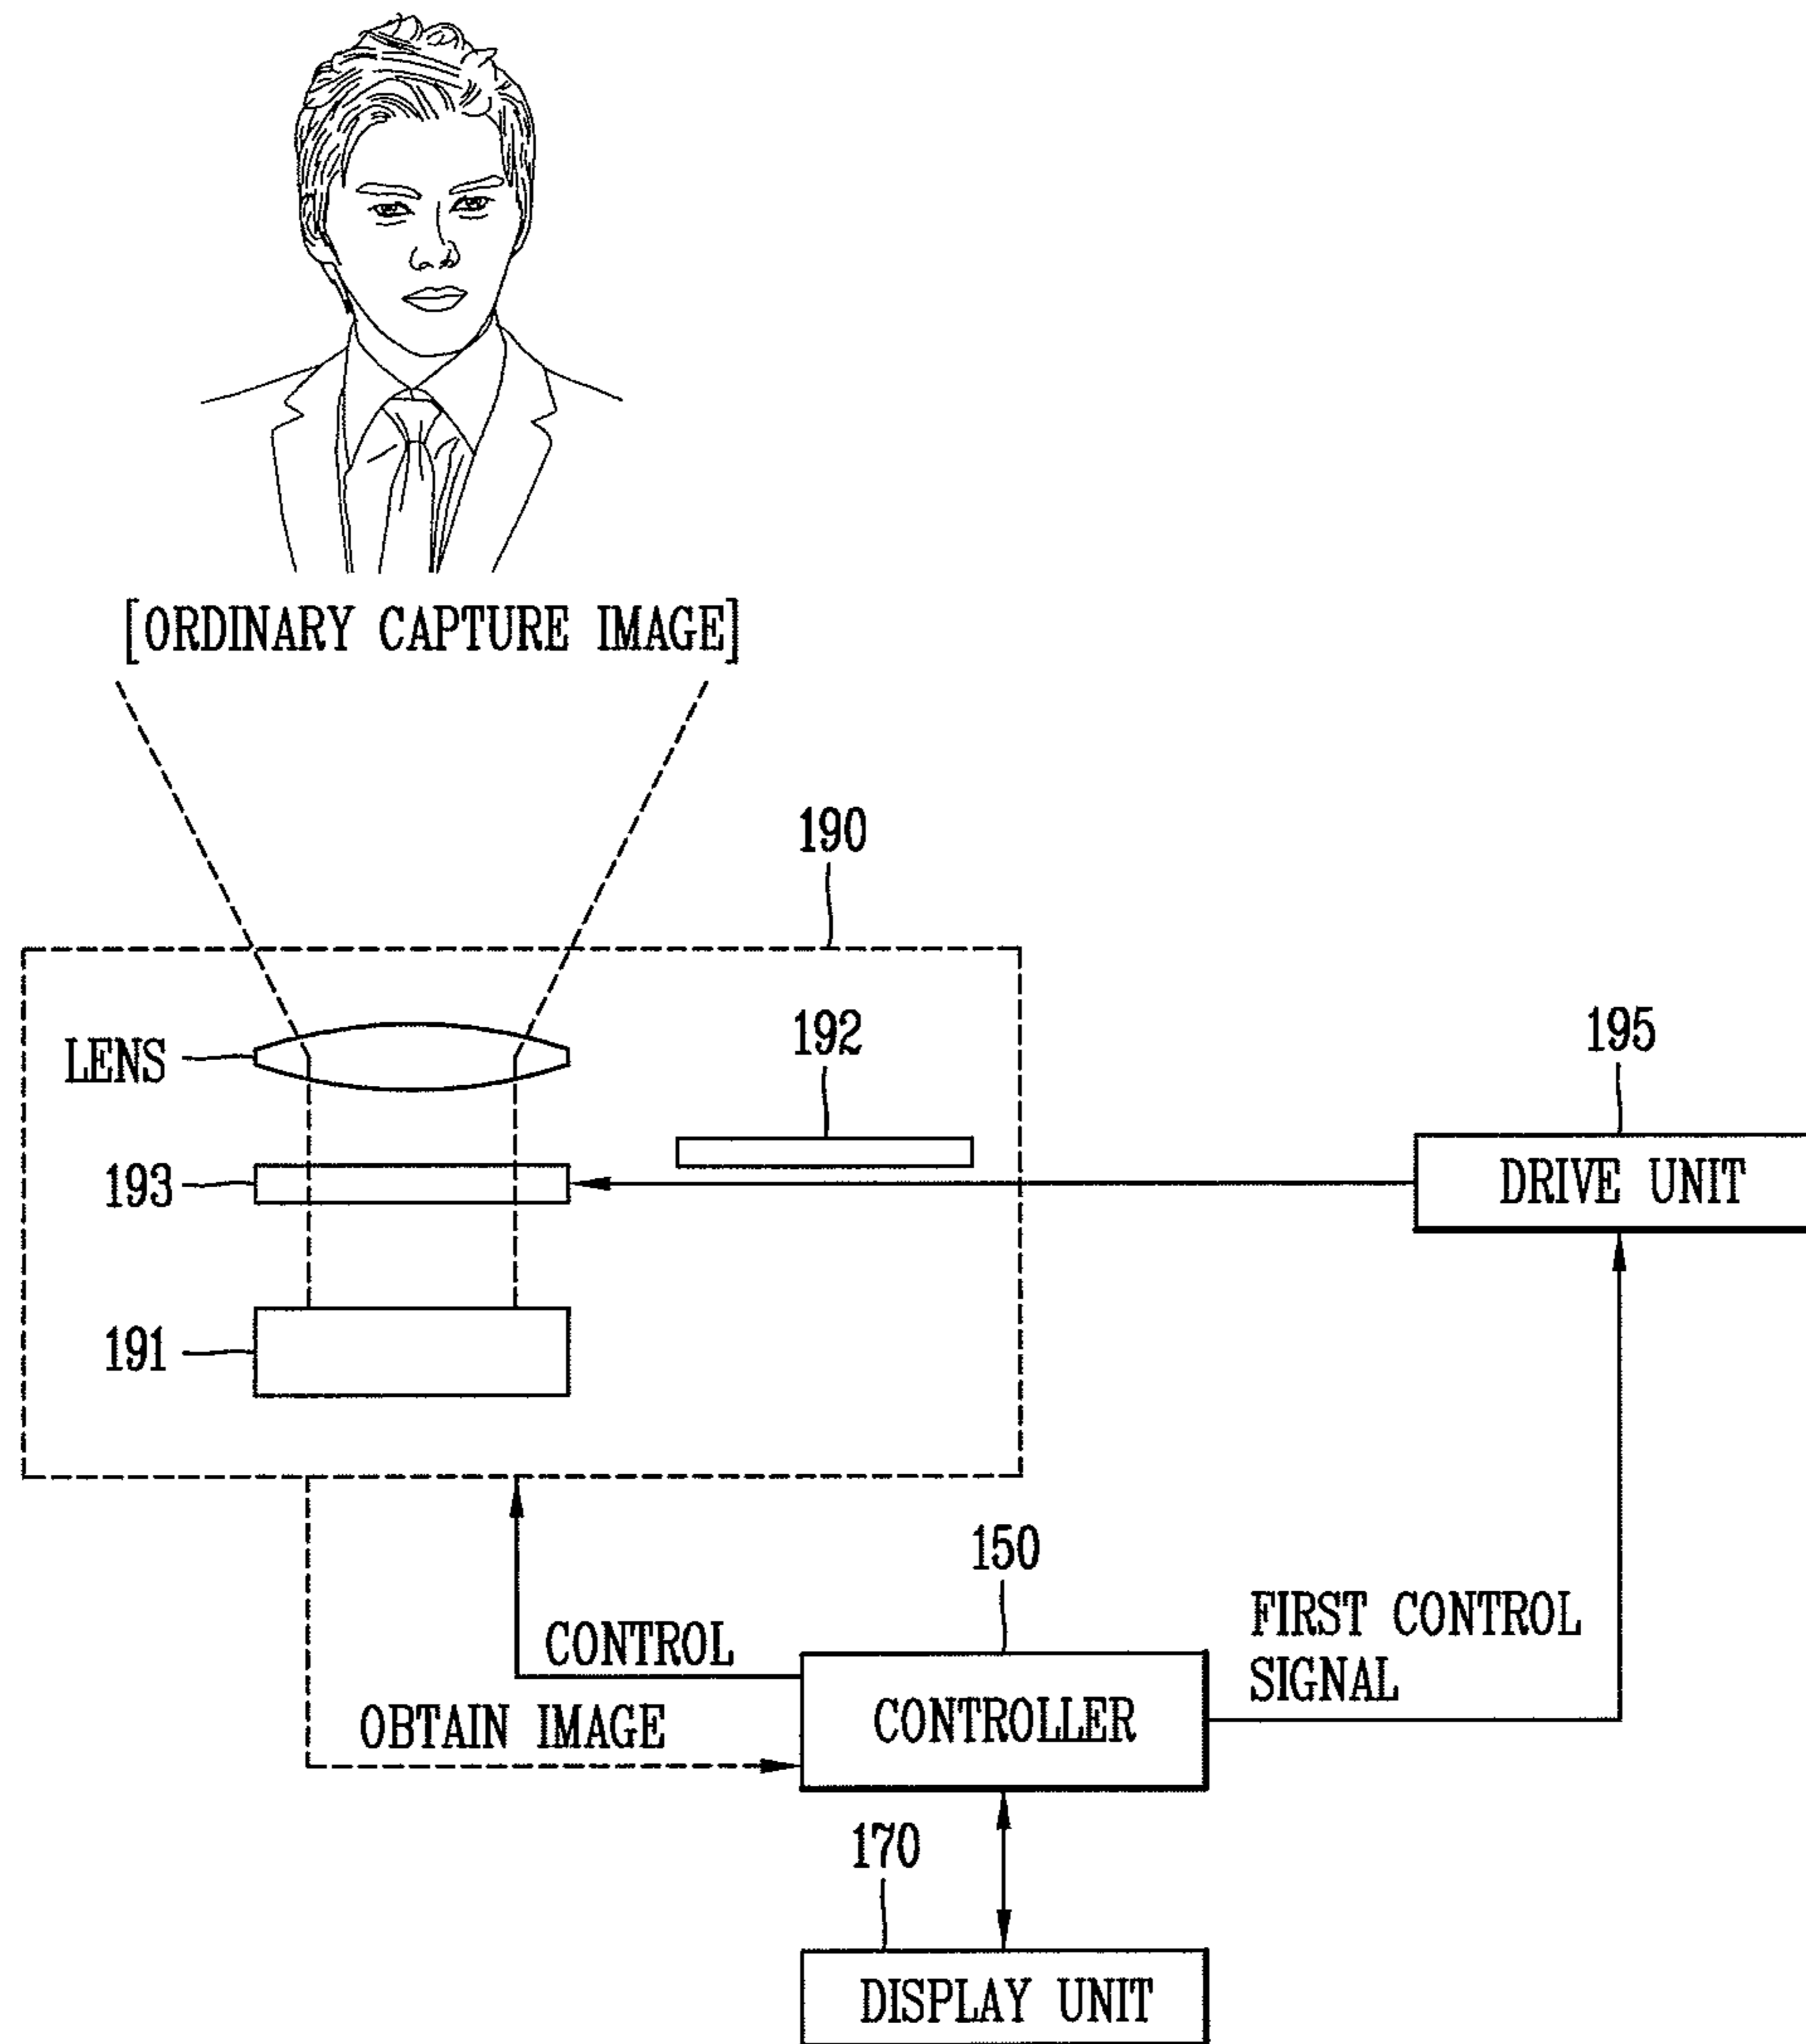 [ORDINARY CAPTURE IMAGE]
190
LENS
192
195
193
DRIVE UNIT
191
150
FIRST CONTROL
SIGNAL
CONTROL
CONTROLLER
OBTAIN IMAGE
170
DISPLAY UNIT